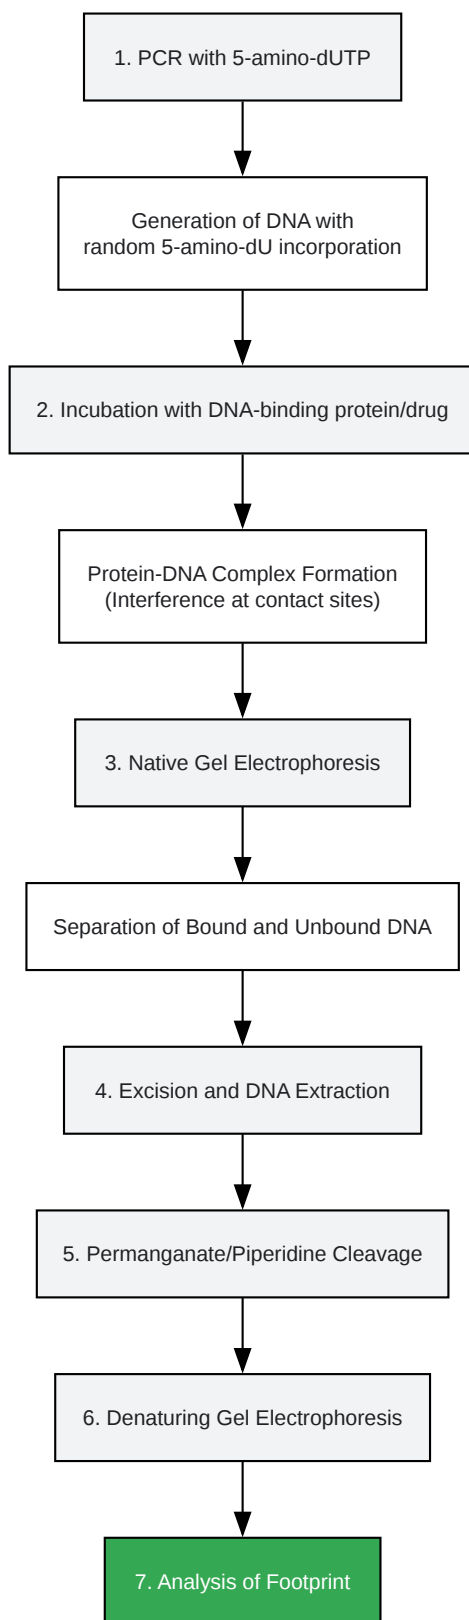 1. PCR with 5-amino-dUTP
Generation of DNA with
random 5-amino-dU incorporation
2. Incubation with DNA-binding protein/drug
Protein-DNA Complex Formation
(Interference at contact sites)
3. Native Gel Electrophoresis
Separation of Bound and Unbound DNA
4. Excision and DNA Extraction
5. Permanganate/Piperidine Cleavage
6. Denaturing Gel Electrophoresis
7. Analysis of Footprint